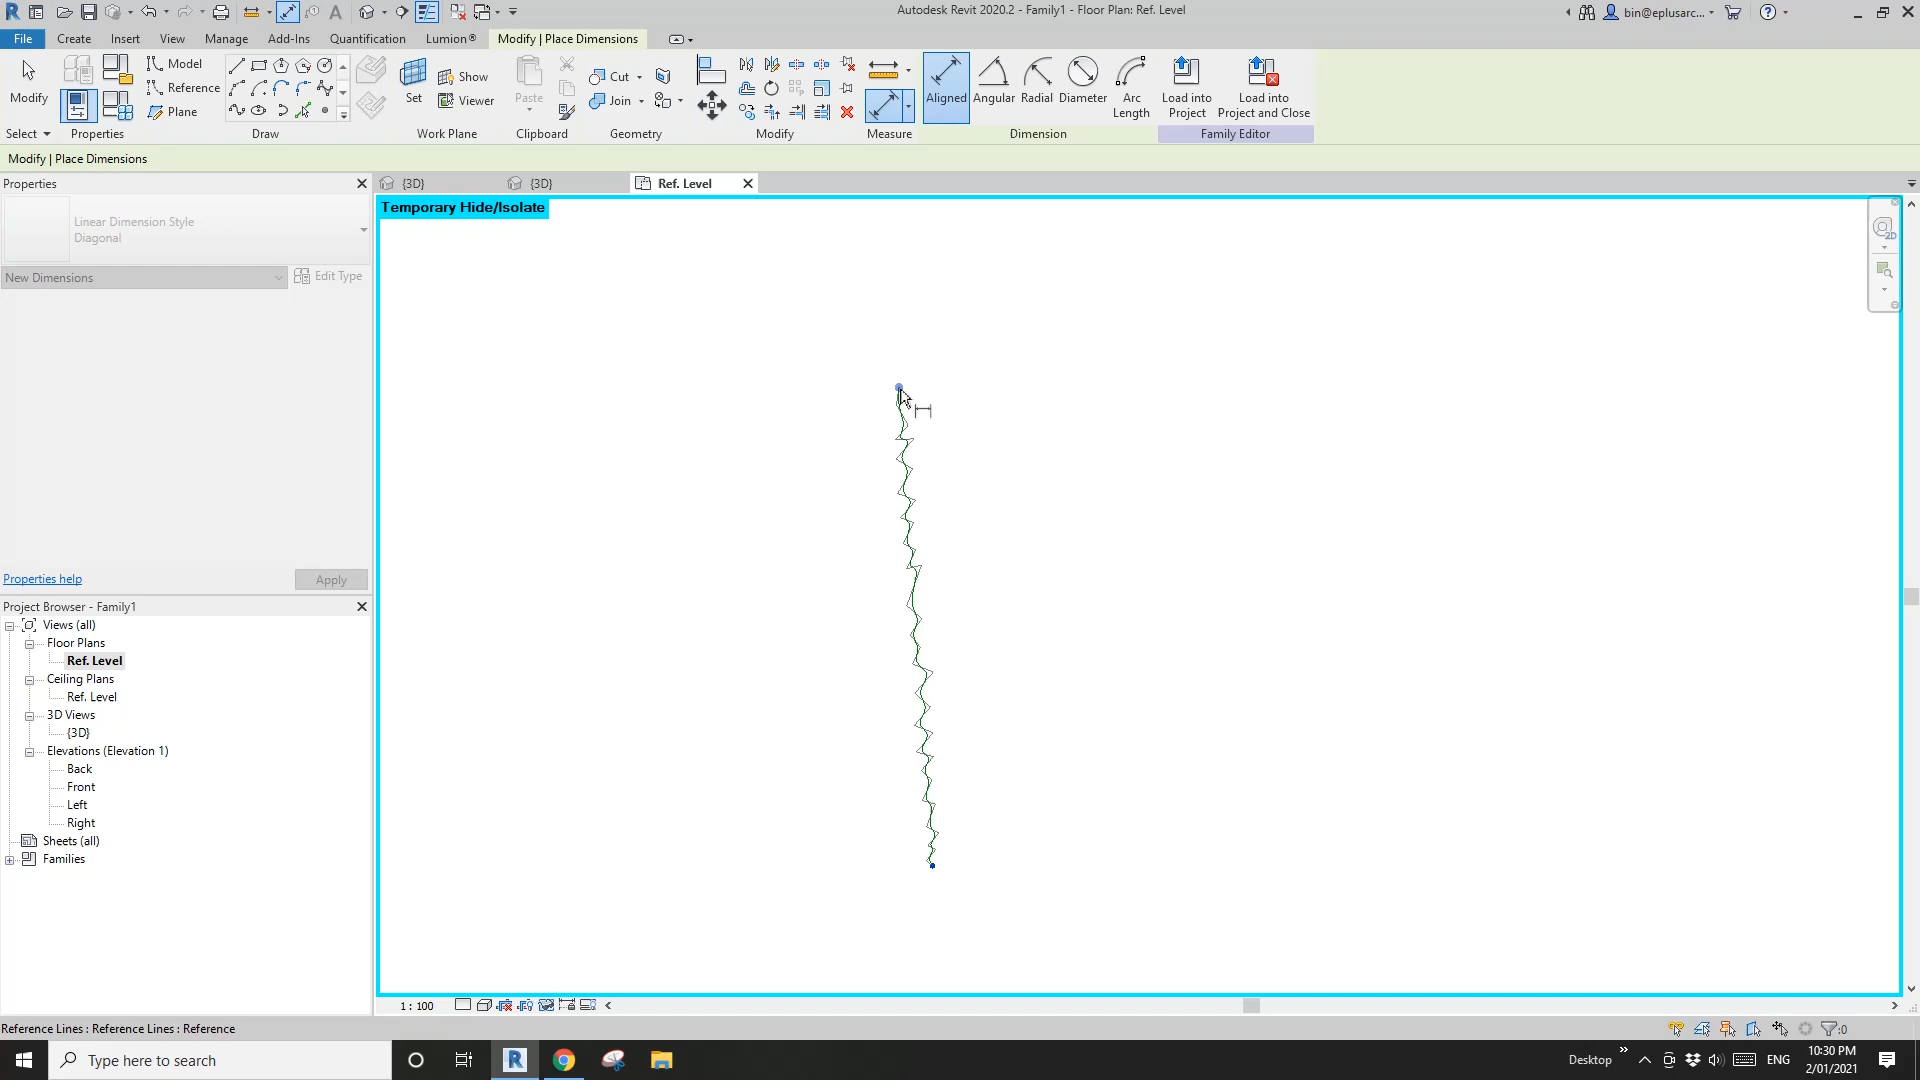 Autodesk Revit 2020.2 - Family1 - Floor Plan: Ref. Level
bin@eplusarc...
File
Create
Insert
View
Manage
Add-Ins
Quantification
Lumion®
Modify | Place Dimensions
Modify
Model
Reference
Plane
Set
Show
Viewer
Paste
Cut
Join
Aligned
Angular
Radial
Diameter
Arc
Length
Load into
Project
Load into
Project and Close
Select
Properties
Draw
Work Plane
Clipboard
Geometry
Modify
Measure
Dimension
Family Editor
Modify | Place Dimensions
Properties
{3D}
{3D}
Ref. Level
Temporary Hide/Isolate
2D
Linear Dimension Style
Diagonal
New Dimensions
Edit Type
Properties help
Apply
Project Browser - Family1
Views (all)
Floor Plans
Ref. Level
Ceiling Plans
Ref. Level
3D Views
{3D}
Elevations (Elevation 1)
Back
Front
Left
Right
Sheets (all)
Families
1 : 100
Reference Lines : Reference Lines : Reference
:0
Type here to search
Desktop
ENG
10:30 PM
2/01/2021